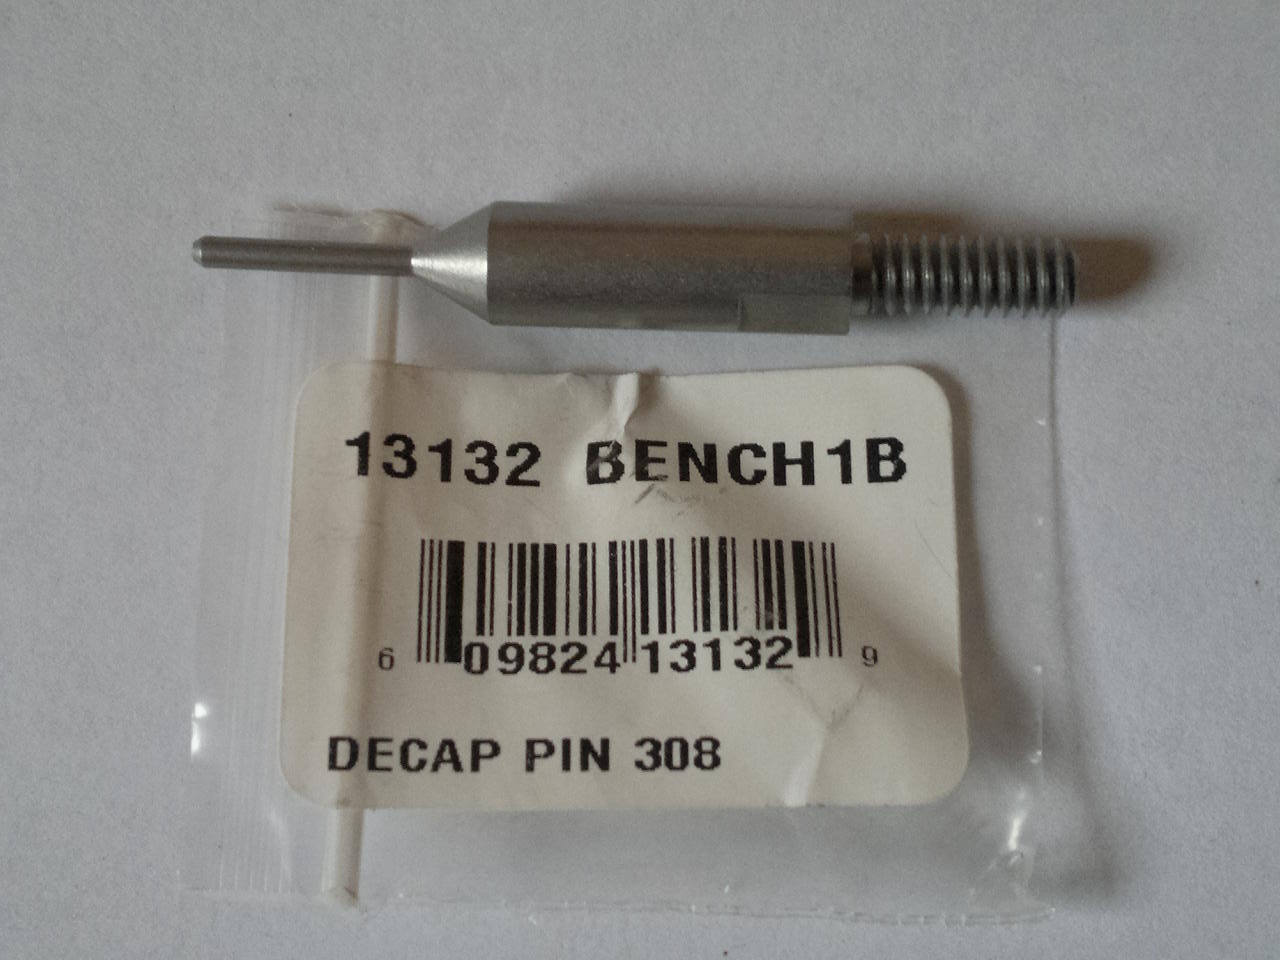 13132 BENCH1B
6 09824 13132 9
DECAP PIN 308